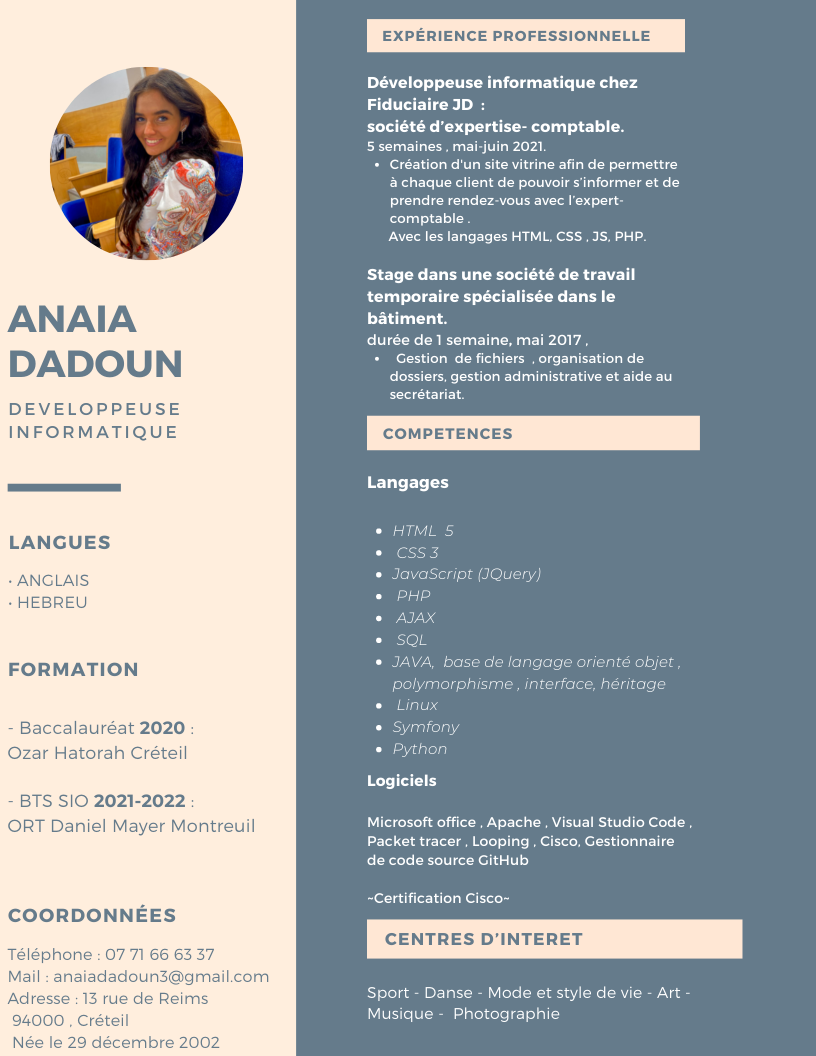 ANAIA
DADOUN
DEVELOPPEUSE
INFORMATIQUE
LANGUES
• ANGLAIS
• HEBREU
FORMATION
- Baccalauréat 2020 :
Ozar Hatorah Créteil
- BTS SIO 2021-2022 :
ORT Daniel Mayer Montreuil
COORDONNÉES
Téléphone : 07 71 66 63 37
Mail : anaiadadoun3@gmail.com
Adresse : 13 rue de Reims
94000 , Créteil
Née le 29 décembre 2002
EXPÉRIENCE PROFESSIONNELLE
Développeuse informatique chez
Fiduciaire JD :
société d’expertise- comptable.
5 semaines , mai-juin 2021.
• Création d'un site vitrine afin de permettre
à chaque client de pouvoir s’informer et de
prendre rendez-vous avec l’expert-
comptable .
Avec les langages HTML, CSS , JS, PHP.
Stage dans une société de travail
temporaire spécialisée dans le
bâtiment.
durée de 1 semaine, mai 2017 ,
• Gestion de fichiers , organisation de
dossiers, gestion administrative et aide au
secrétariat.
COMPETENCES
Langages
• HTML 5
• CSS 3
• JavaScript (JQuery)
• PHP
• AJAX
• SQL
• JAVA, base de langage orienté objet ,
polymorphisme , interface, héritage
• Linux
• Symfony
• Python
Logiciels
Microsoft office , Apache , Visual Studio Code ,
Packet tracer , Looping , Cisco, Gestionnaire
de code source GitHub
~Certification Cisco~
CENTRES D’INTERET
Sport - Danse - Mode et style de vie - Art -
Musique - Photographie